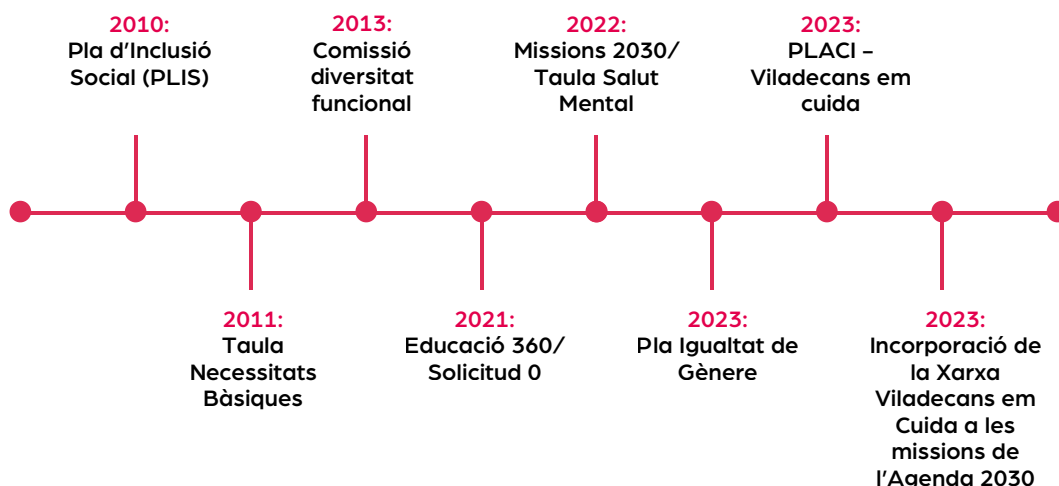 2010:
Pla d’Inclusió
Social (PLIS)
2013:
Comissió
diversitat
funcional
2022:
Missions 2030/
Taula Salut
Mental
2023:
PLACI –
Viladecans em
cuida
2011:
Taula
Necessitats
Bàsiques
2021:
Educació 360/
Solicitud 0
2023:
Pla Igualtat de
Gènere
2023:
Incorporació de
la Xarxa
Viladecans em
Cuida a les
missions de
l’Agenda 2030